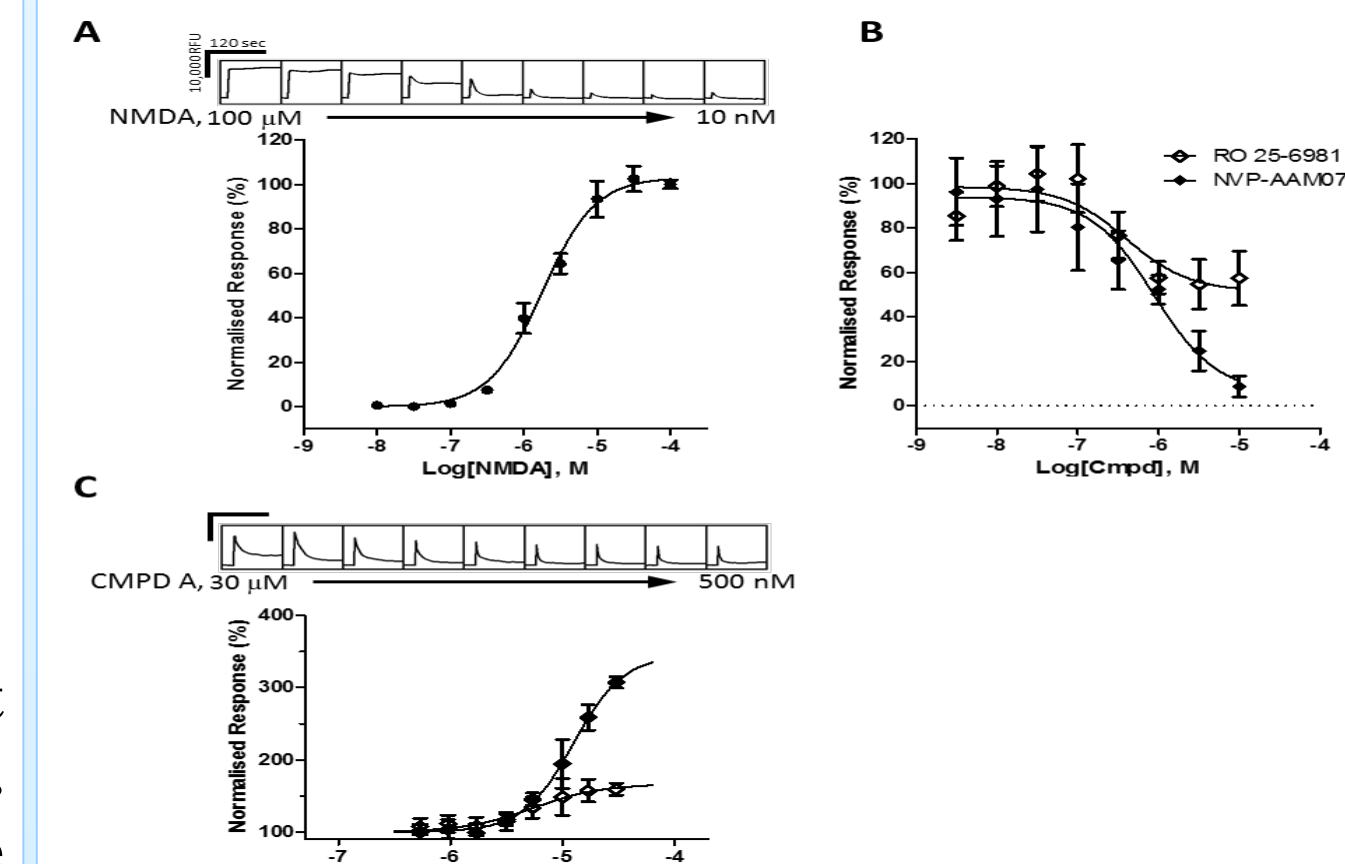 A
120 sec
10,000RFU
NMDA, 100 μM
10 nM
Normalised Response (%)
120
100
80
60
40
20
0
-9 -8 -7 -6 -5 -4
Log[NMDA], M
B
Normalised Response (%)
120
100
80
60
40
20
0
RO 25-6981
NVP-AAM07
-9 -8 -7 -6 -5 -4
Log[Cmpd], M
C
CMPD A, 30 μM
500 nM
Normalised Response (%)
400
300
200
100
-7 -6 -5 -4